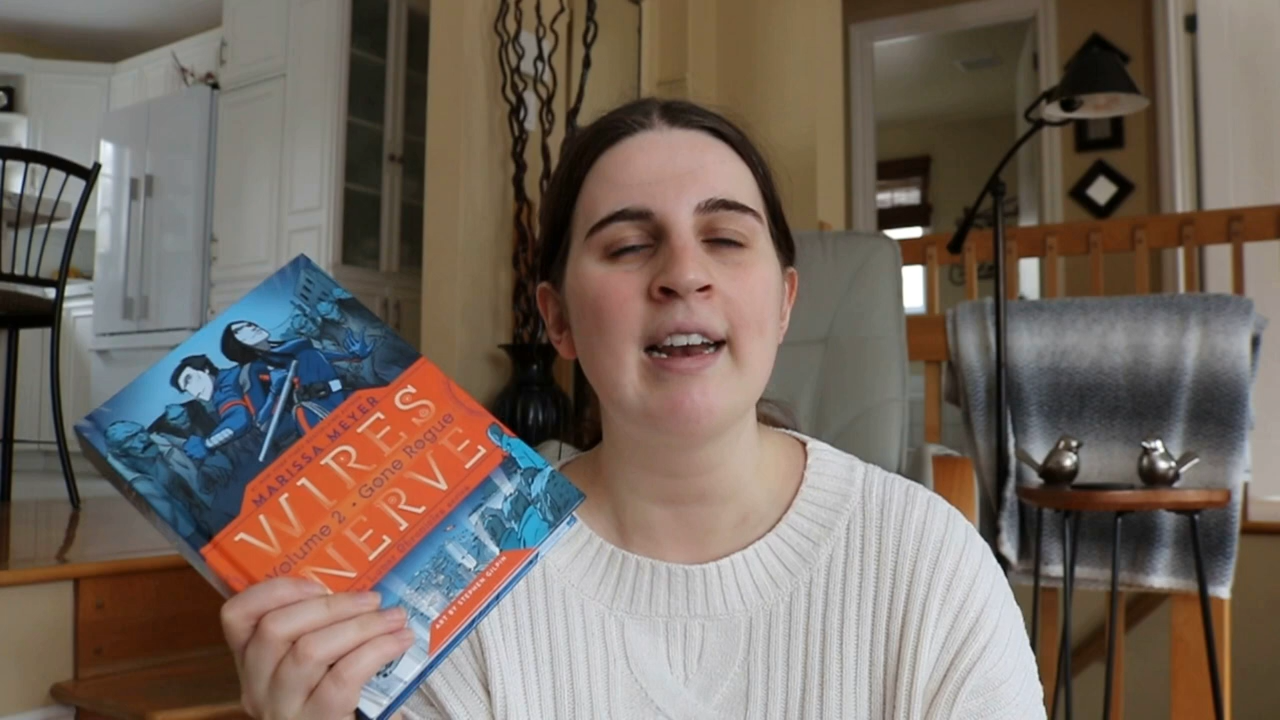 MARISSA MEYER
WIRES
Volume 2 • Gone Rogue
NERVE
ART BY STEPHEN GILPIN